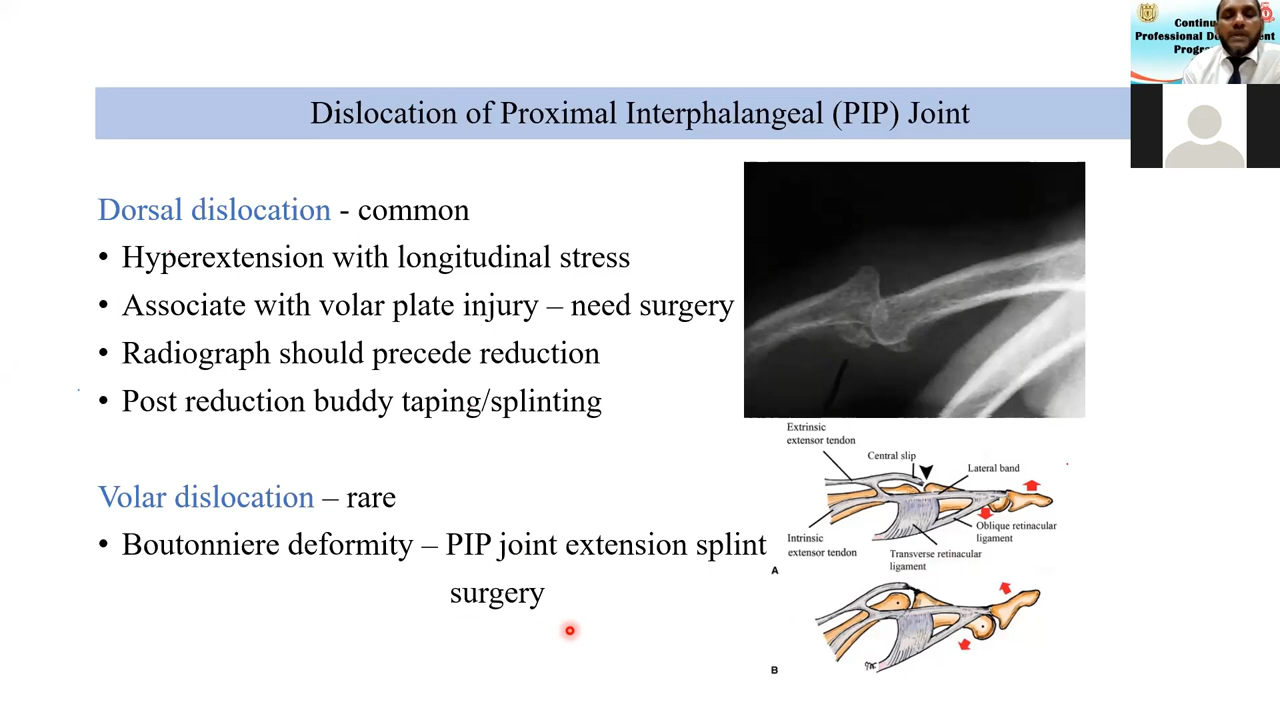 Dislocation of Proximal Interphalangeal (PIP) Joint
Dorsal dislocation - common
• Hyperextension with longitudinal stress
• Associate with volar plate injury – need surgery
• Radiograph should precede reduction
• Post reduction buddy taping/splinting
Volar dislocation – rare
• Boutonniere deformity – PIP joint extension splint
surgery
Extrinsic
extensor tendon
Central slip
Lateral band
Intrinsic
extensor tendon
Oblique retinacular
ligament
Transverse retinacular
ligament
A
B
Professional